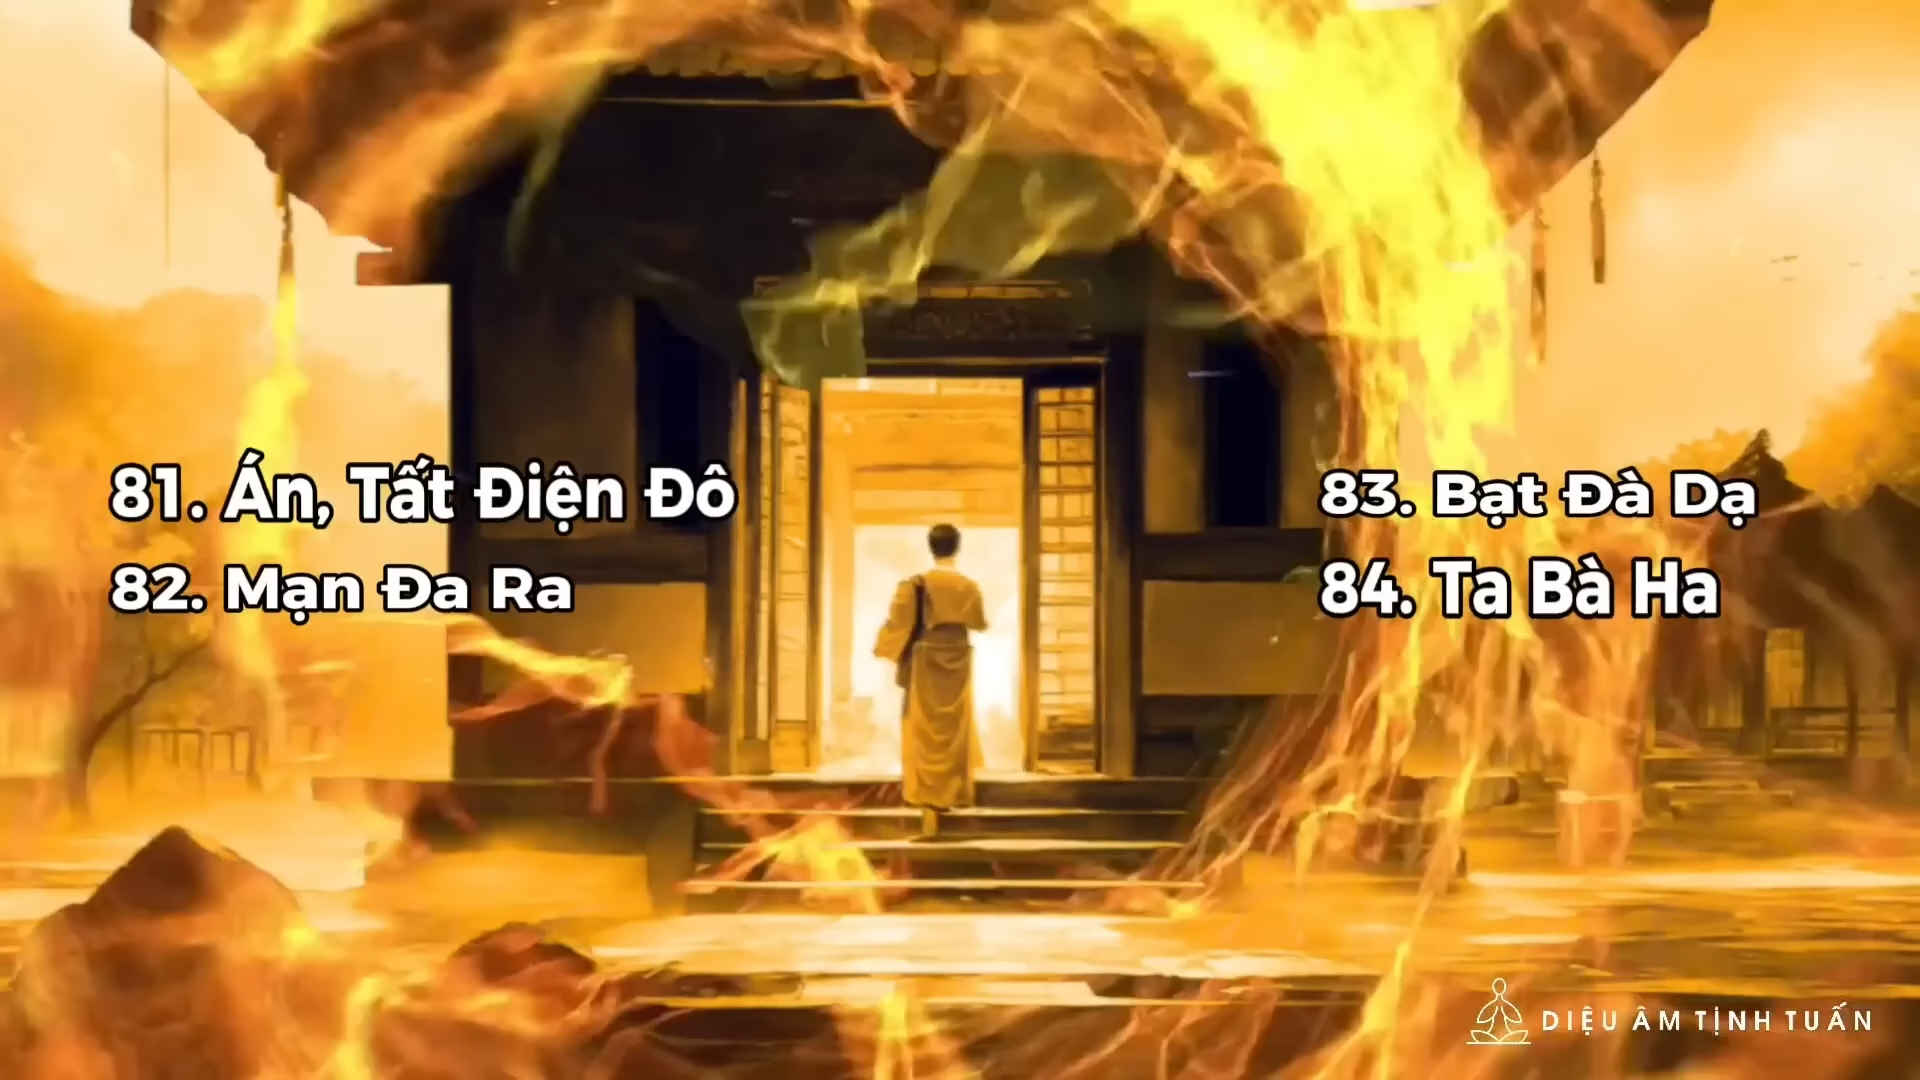 81. Án, Tất Điện Đô
82. Mạn Đa Ra
83. Bạt Đà Dạ
84. Ta Bà Ha
DIỆU ÂM TỊNH TUẤN